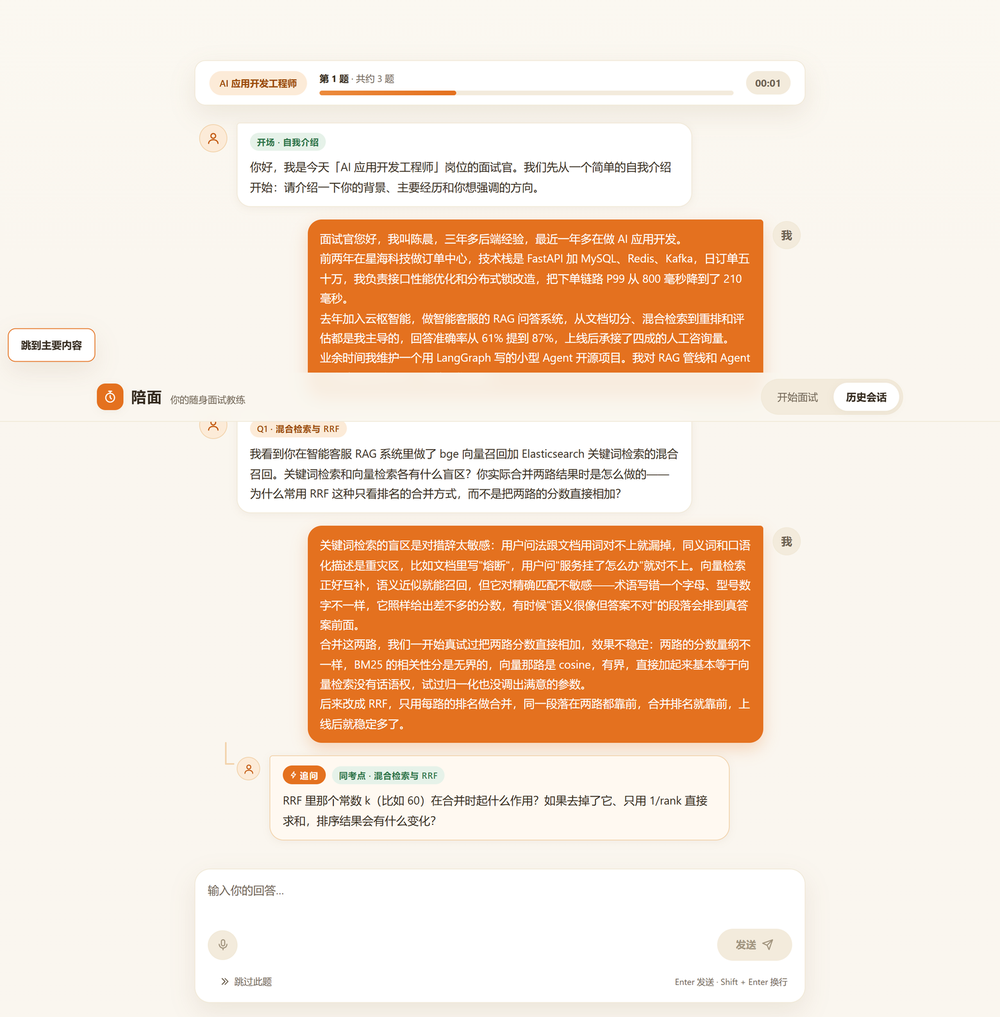 AI 应用开发工程师
第 1 题 · 共约 3 题
00:01
开场 · 自我介绍
你好，我是今天「AI 应用开发工程师」岗位的面试官。我们先从一个简单的自我介绍
开始：请介绍一下你的背景、主要经历和你想强调的方向。
我
面试官您好，我叫陈晨，三年多后端经验，最近一年多在做 AI 应用开发。
前两年在星海科技做订单中心，技术栈是 FastAPI 加 MySQL、Redis、Kafka，日订单五
十万，我负责接口性能优化和分布式锁改造，把下单链路 P99 从 800 毫秒降到了 210
毫秒。
去年加入云枢智能，做智能客服的 RAG 问答系统，从文档切分、混合检索到重排和评
估都是我主导的，回答准确率从 61% 提到 87%，上线后承接了四成的人工咨询量。
业余时间我维护一个用 LangGraph 写的小型 Agent 开源项目。我对 RAG 管线和 Agent
跳到主要内容
陪面
你的随身面试教练
开始面试
历史会话
Q1 · 混合检索与 RRF
我看到你在智能客服 RAG 系统里做了 bge 向量召回加 Elasticsearch 关键词检索的混合
召回。关键词检索和向量检索各有什么盲区？你实际合并两路结果时是怎么做的——
为什么常用 RRF 这种只看排名的合并方式，而不是把两路的分数直接相加？
我
关键词检索的盲区是对措辞太敏感：用户问法跟文档用词对不上就漏掉，同义词和口语
化描述是重灾区，比如文档里写"熔断"，用户问"服务挂了怎么办"就对不上。向量检索
正好互补，语义近似就能召回，但它对精确匹配不敏感——术语写错一个字母、型号数
字不一样，它照样给出差不多的分数，有时候"语义很像但答案不对"的段落会排到真答
案前面。
合并这两路，我们一开始真试过把两路分数直接相加，效果不稳定：两路的分数量纲不
一样，BM25 的相关性分是无界的，向量那路是 cosine，有界，直接加起来基本等于向
量检索没有话语权，试过归一化也没调出满意的参数。
后来改成 RRF，只用每路的排名做合并，同一段落在两路都靠前，合并排名就靠前，上
线后就稳定多了。
追问
同考点 · 混合检索与 RRF
RRF 里那个常数 k（比如 60）在合并时起什么作用？如果去掉了它、只用 1/rank 直接
求和，排序结果会有什么变化？
输入你的回答...
发送
跳过此题
Enter 发送 · Shift + Enter 换行